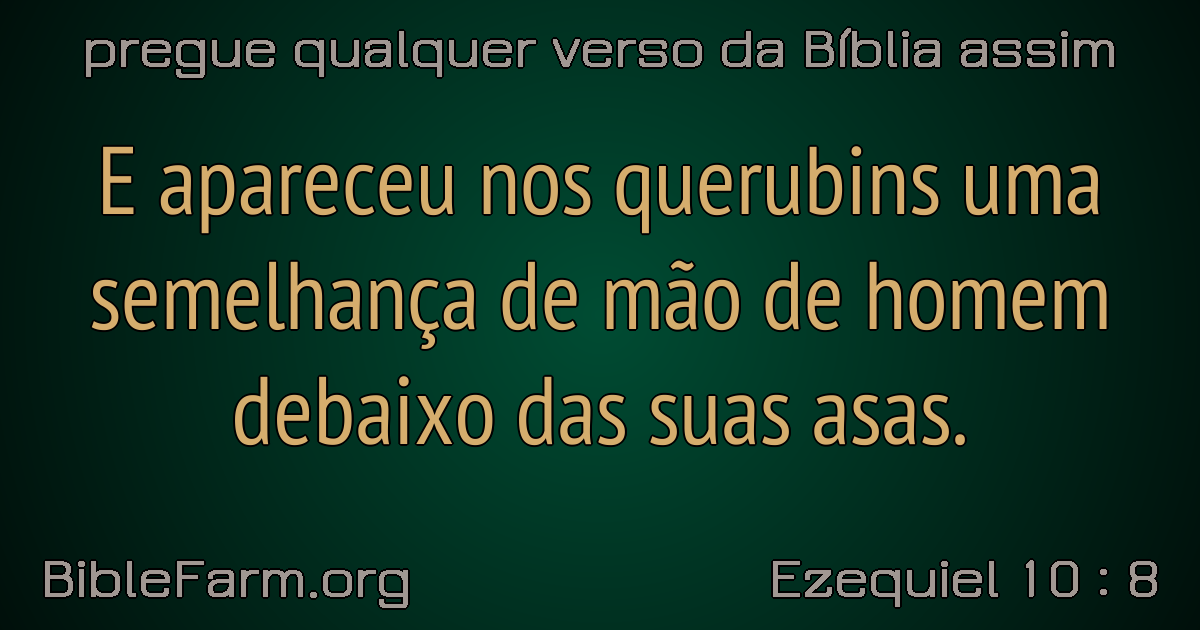 pregue qualquer verso da Bíblia assim
E apareceu nos querubins uma
semelhança de mão de homem
debaixo das suas asas.
BibleFarm.org
Ezequiel 10 : 8